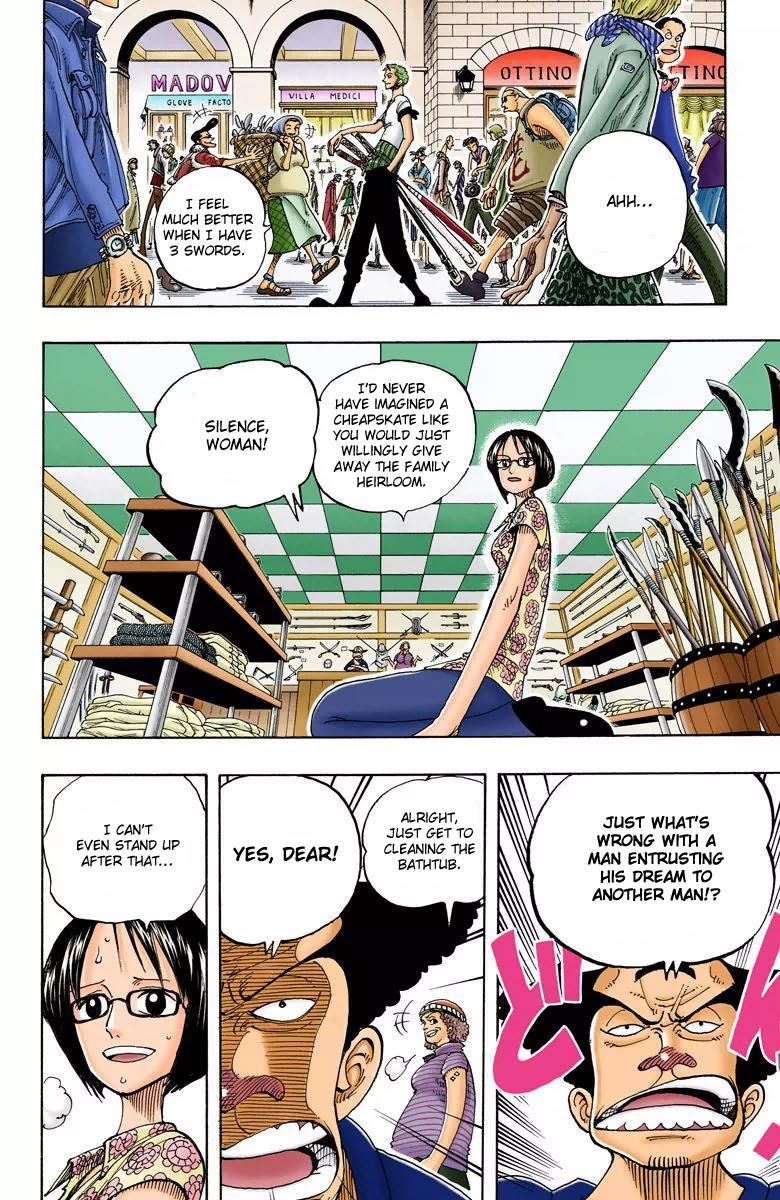 AHH...
MADOV
GLOVE FACTO
VILLA MEDICI
OTTINO
TINO
I FEEL
MUCH BETTER
WHEN I HAVE
3 SWORDS.
I'D NEVER
HAVE IMAGINED A
CHEAPSKATE LIKE
YOU WOULD JUST
WILLINGLY GIVE
AWAY THE FAMILY
HEIRLOOM.
SILENCE,
WOMAN!
JUST WHAT'S
WRONG WITH A
MAN ENTRUSTING
HIS DREAM TO
ANOTHER MAN!?
ど
ALRIGHT,
JUST GET TO
CLEANING THE
BATHTUB.
YES, DEAR!
I CAN'T
EVEN STAND UP
AFTER THAT...